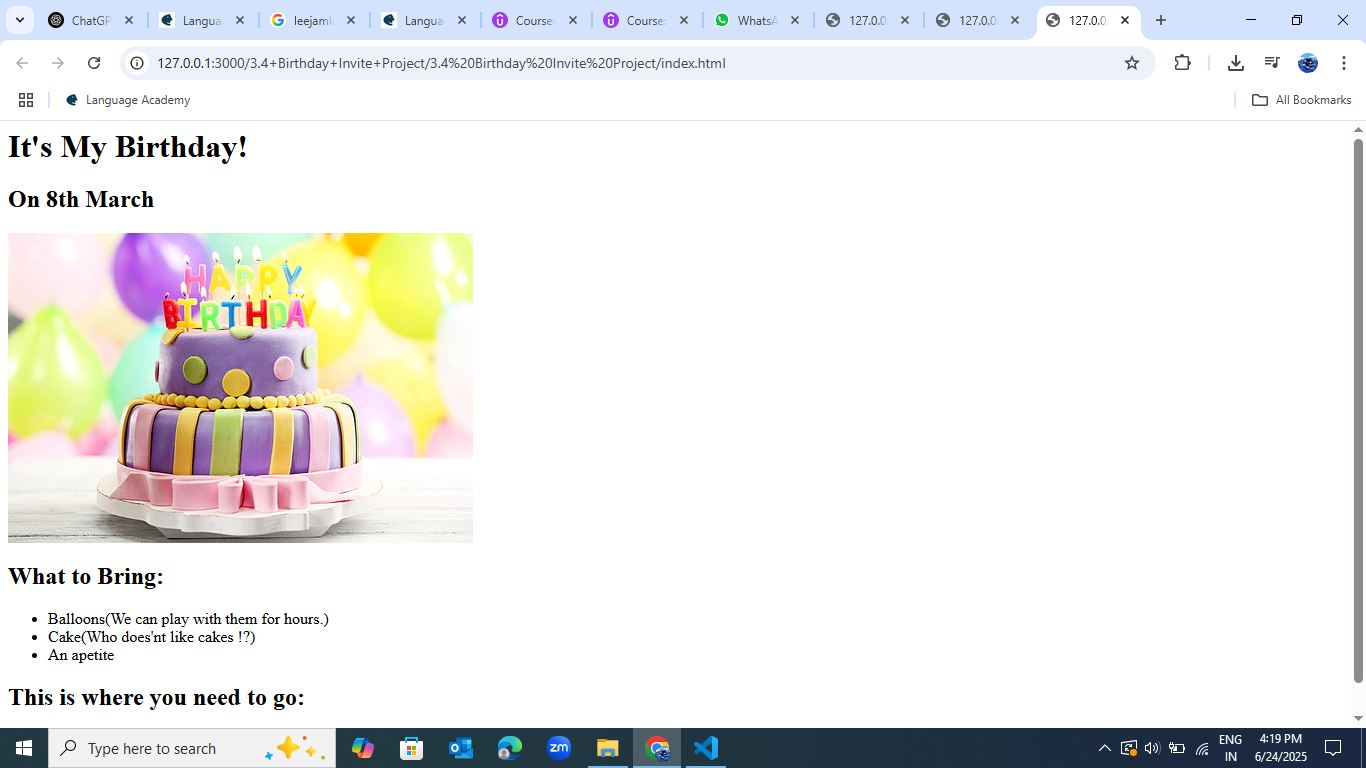 ChatGP
Langua
leejaml
Langua
Course
Course
WhatsA
127.0.0
127.0.0
127.0.0
127.0.0.1:3000/3.4+Birthday+Invite+Project/3.4%20Birthday%20Invite%20Project/index.html
Language Academy
All Bookmarks
It's My Birthday!
On 8th March
HAPPY
BIRTHDAY
What to Bring:
Balloons(We can play with them for hours.)
Cake(Who does'nt like cakes !?)
An apetite
This is where you need to go:
Type here to search
zm
ENG
IN
4:19 PM
6/24/2025